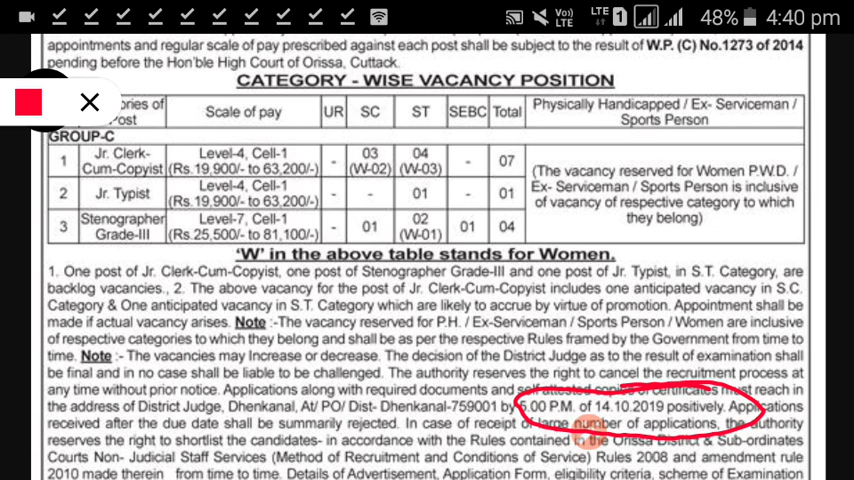 Vo)) LTE LTE 1 48% 4:40 pm
appointments and regular scale of pay prescribed against each post shall be subject to the result of W.P. (C) No.1273 of 2014
pending before the Hon'ble High Court of Orissa, Cuttack.
CATEGORY - WISE VACANCY POSITION
ories of Post Scale of pay UR SC ST SEBC Total Physically Handicapped / Ex- Serviceman / Sports Person
GROUP-C
1 Jr. Clerk-Cum-Copyist Level-4, Cell-1 (Rs.19,900/- to 63,200/-) - 03 (W-02) 04 (W-03) - 07
2 Jr. Typist Level-4, Cell-1 (Rs.19,900/- to 63,200/-) - - 01 - 01
3 Stenographer Grade-III Level-7, Cell-1 (Rs.25,500/- to 81,100/-) - 01 02 (W-01) 01 04
(The vacancy reserved for Women P.W.D. /
Ex- Serviceman / Sports Person is inclusive
of vacancy of respective category to which
they belong)
'W' in the above table stands for Women.
1. One post of Jr. Clerk-Cum-Copyist, one post of Stenographer Grade-III and one post of Jr. Typist, in S.T. Category, are
backlog vacancies., 2. The above vacancy for the post of Jr. Clerk-Cum-Copyist includes one anticipated vacancy in S.C.
Category & One anticipated vacancy in S.T. Category which are likely to accrue by virtue of promotion. Appointment shall be
made if actual vacancy arises. Note :-The vacancy reserved for P.H. / Ex-Serviceman / Sports Person / Women are inclusive
of respective categories to which they belong and shall be as per the respective Rules framed by the Government from time to
time. Note :- The vacancies may Increase or decrease. The decision of the District Judge as to the result of examination shall
be final and in no case shall be liable to be challenged. The authority reserves the right to cancel the recruitment process at
any time without prior notice. Applications along with required documents and self attested copies of certificates must reach in
the address of District Judge, Dhenkanal, At/ PO/ Dist- Dhenkanal-759001 by 5.00 P.M. of 14.10.2019 positively. Applications
received after the due date shall be summarily rejected. In case of receipt of large number of applications, the authority
reserves the right to shortlist the candidates- in accordance with the Rules contained in the Orissa District & Sub-ordinates
Courts Non- Judicial Staff Services (Method of Recruitment and Conditions of Service) Rules 2008 and amendment rule
2010 made therein from time to time. Details of Advertisement, Application Form, eligibility criteria, scheme of Examination